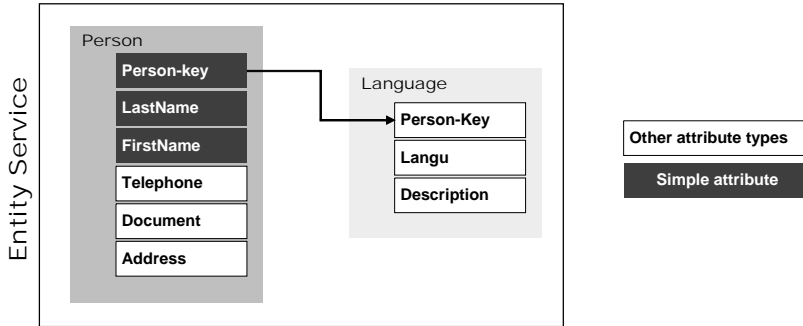 Entity Service
Person
Person-key
LastName
FirstName
Telephone
Document
Address
Language
Person-Key
Langu
Description
Other attribute types
Simple attribute